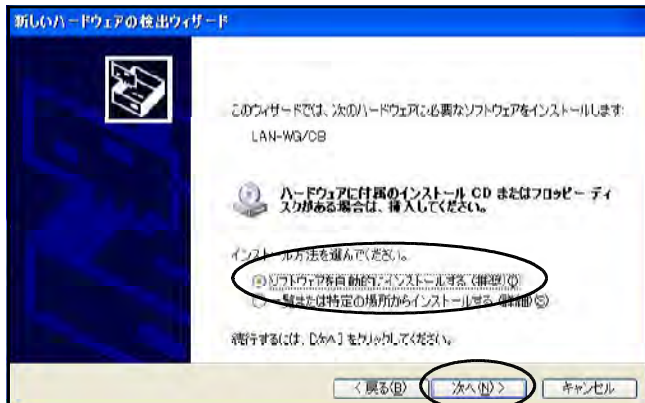 新しいハードウェアの検出ウィザード
このウィザードでは、次のハードウェアに必要なソフトウェアをインストールします:
LAN-WG/CB
ハードウェアに付属のインストール CD またはフロッピー ディ
スクがある場合は、挿入してください。
インストール方法を選んでください。
ソフトウェアを自動的にインストールする (推奨)(I)
一覧または特定の場所からインストールする (詳細)(S)
続行するには、[次へ] をクリックしてください。
< 戻る(B)
次へ(N) >
キャンセル